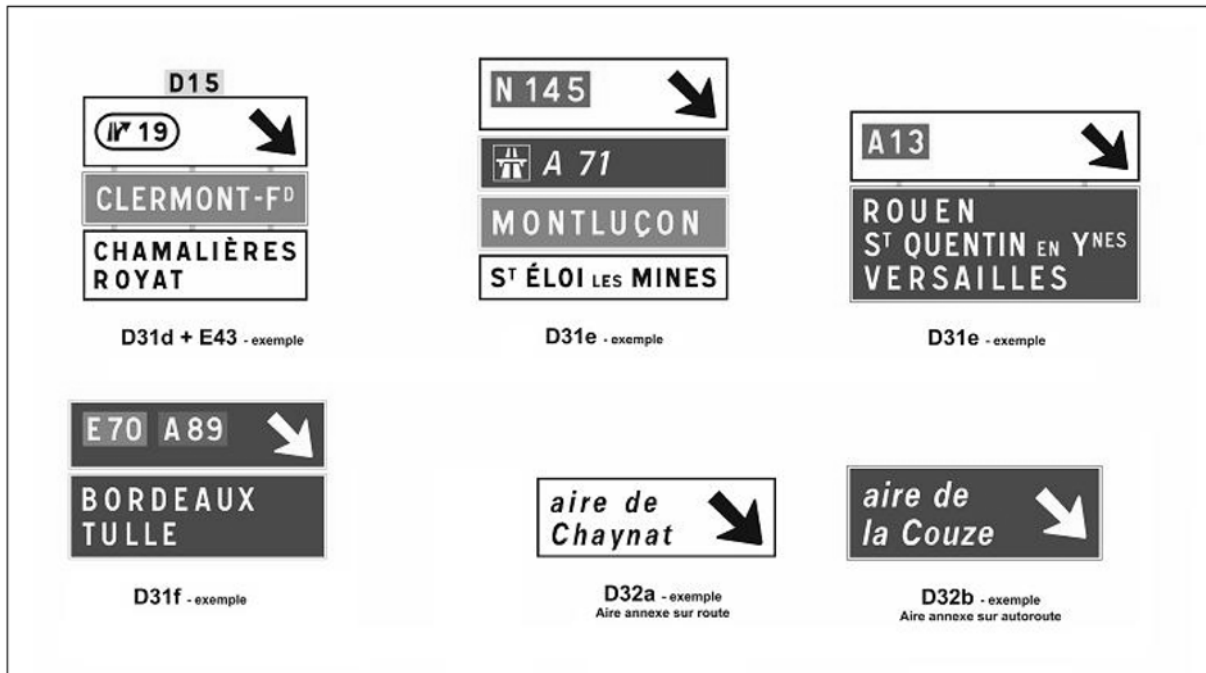 D15
19
CLERMONT-FD
CHAMALIÈRES
ROYAT
D31d + E43 - exemple
N 145
A 71
MONTLUÇON
ST ÉLOI LES MINES
D31e - exemple
A13
ROUEN
ST QUENTIN EN YNES
VERSAILLES
D31e - exemple
E70 A89
BORDEAUX
TULLE
D31f - exemple
aire de
Chaynat
D32a - exemple
Aire annexe sur route
aire de
la Couze
D32b - exemple
Aire annexe sur autoroute